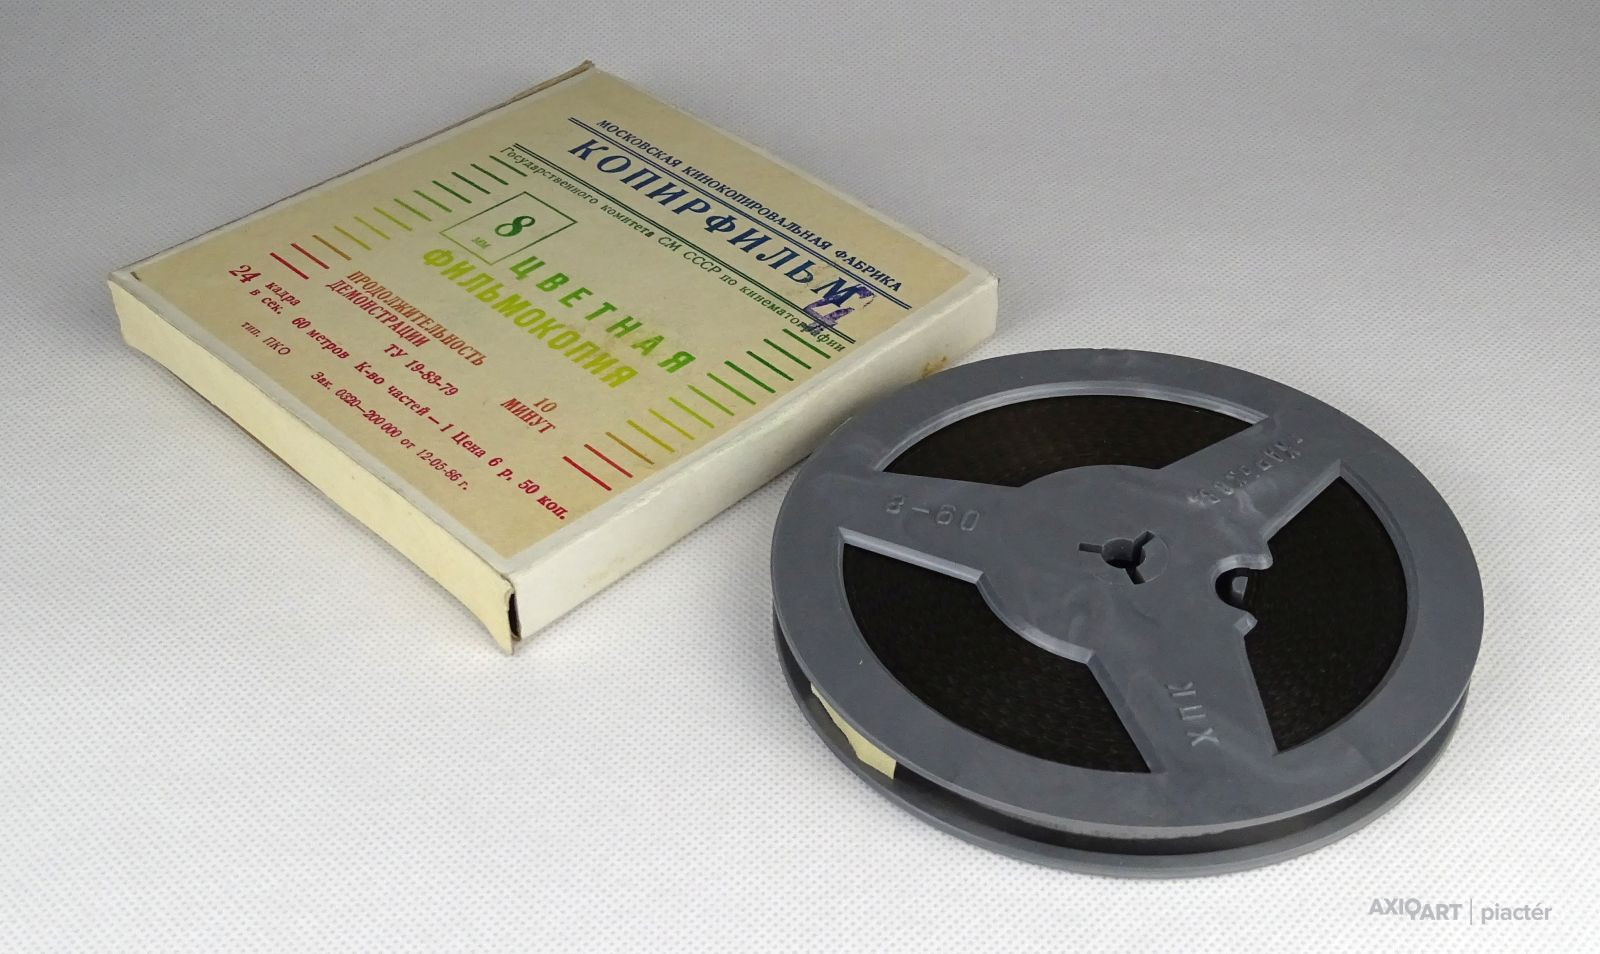 МОСКОВСКАЯ КИНОКОПИРОВАЛЬНАЯ ФАБРИКА
КОПИРФИЛЬМ
Государственного комитета СМ СССР по кинематографии
8
мм
ЦВЕТНАЯ
ФИЛЬМОКОПИЯ
ПРОДОЛЖИТЕЛЬНОСТЬ
ДЕМОНСТРАЦИИ
10
МИНУТ
24 кадра
в сек.
ТУ 19-83-79
60 метров К-во частей — 1 Цена 6 р. 50 коп.
тип. ПКО Зак. 0320—200000 от 12-05-86 г.
8-60
ХПК
AXIOART | piactér